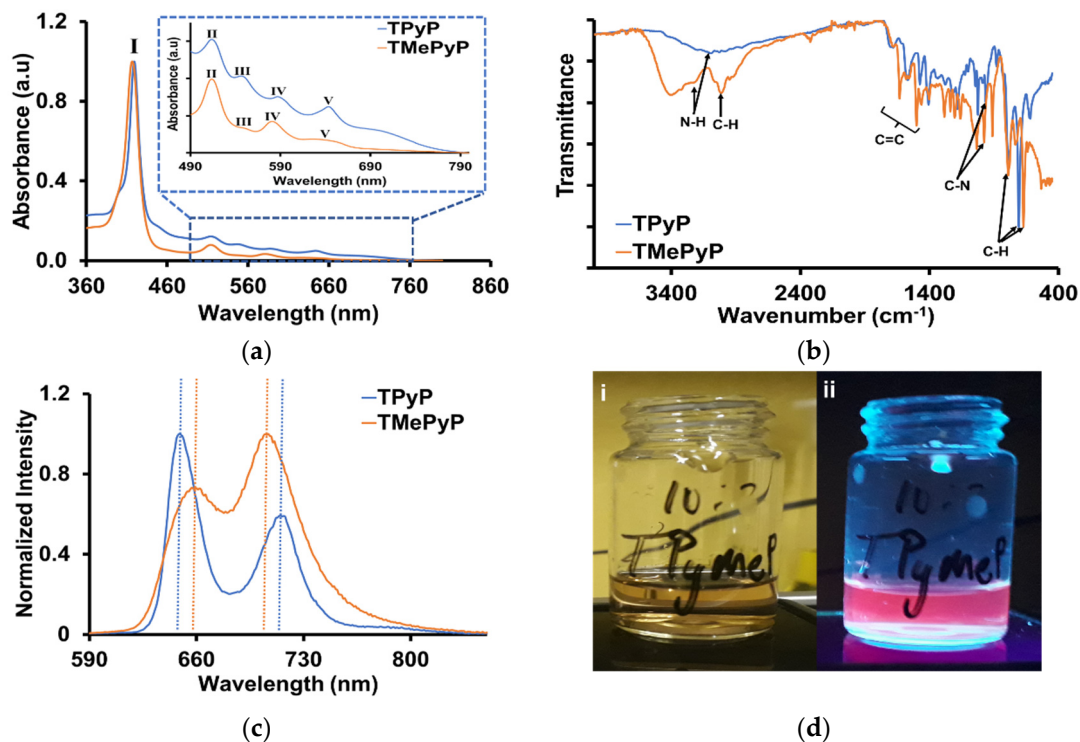 1.2
1.0
0.8
0.4
0.0
Absorbance (a.u)
I
II
III
IV
V
II
III
IV
V
TPyP
TMePyP
Absorbance (a.u)
490 590 690 790
Wavelength (nm)
360 460 560 660 760 860
Wavelength (nm)
(a)
Transmittance
N-H
C-H
C=C
C-N
C-H
TPyP
TMePyP
3400 2400 1400 400
Wavenumber (cm-1)
(b)
1.2
0.8
0.4
0
Normalized Intensity
TPyP
TMePyP
590 660 730 800
Wavelength (nm)
(c)
i
TPymeP
ii
TPymeP
(d)